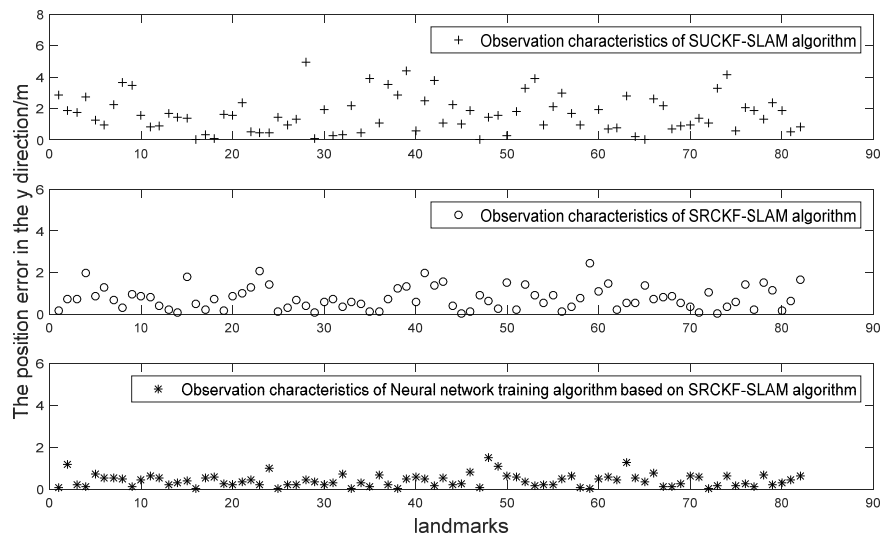 The position error in the y direction/m
8
6
4
2
0
Observation characteristics of SUCKF-SLAM algorithm
0 10 20 30 40 50 60 70 80 90
6
4
2
0
Observation characteristics of SRCKF-SLAM algorithm
0 10 20 30 40 50 60 70 80 90
6
4
2
0
Observation characteristics of Neural network training algorithm based on SRCKF-SLAM algorithm
0 10 20 30 40 50 60 70 80 90
landmarks